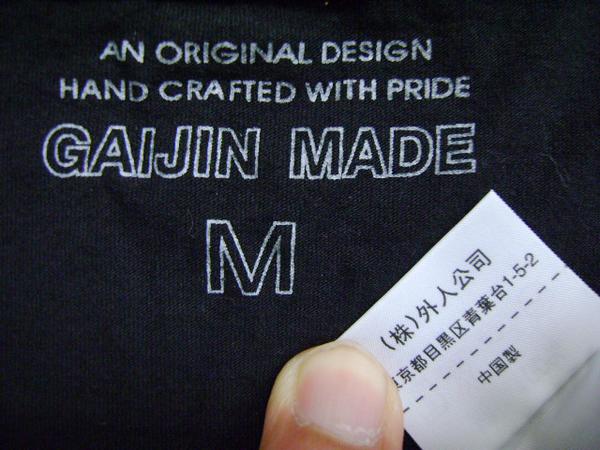 AN ORIGINAL DESIGN
HAND CRAFTED WITH PRIDE
GAIJIN MADE
M
(株)外人公司
京都目黒区青葉台1-5-2
中国製